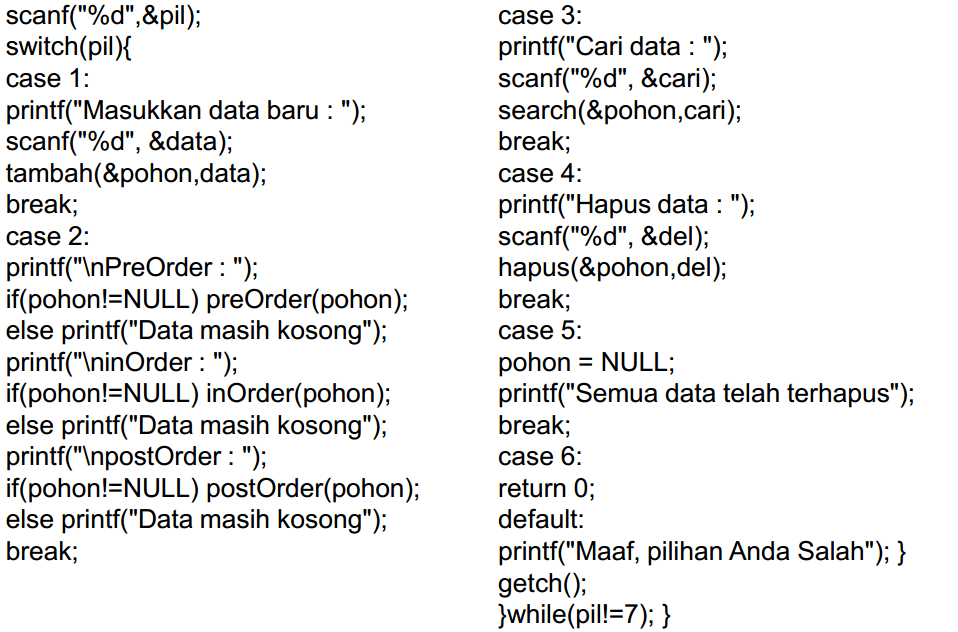 scanf("%d",&pil);
switch(pil){
case 1:
printf("Masukkan data baru : ");
scanf("%d", &data);
tambah(&pohon,data);
break;
case 2:
printf("\nPreOrder : ");
if(pohon!=NULL) preOrder(pohon);
else printf("Data masih kosong");
printf("\ninOrder : ");
if(pohon!=NULL) inOrder(pohon);
else printf("Data masih kosong");
printf("\npostOrder : ");
if(pohon!=NULL) postOrder(pohon);
else printf("Data masih kosong");
break;
case 3:
printf("Cari data : ");
scanf("%d", &cari);
search(&pohon,cari);
break;
case 4:
printf("Hapus data : ");
scanf("%d", &del);
hapus(&pohon,del);
break;
case 5:
pohon = NULL;
printf("Semua data telah terhapus");
break;
case 6:
return 0;
default:
printf("Maaf, pilihan Anda Salah"); }
getch();
}while(pil!=7); }